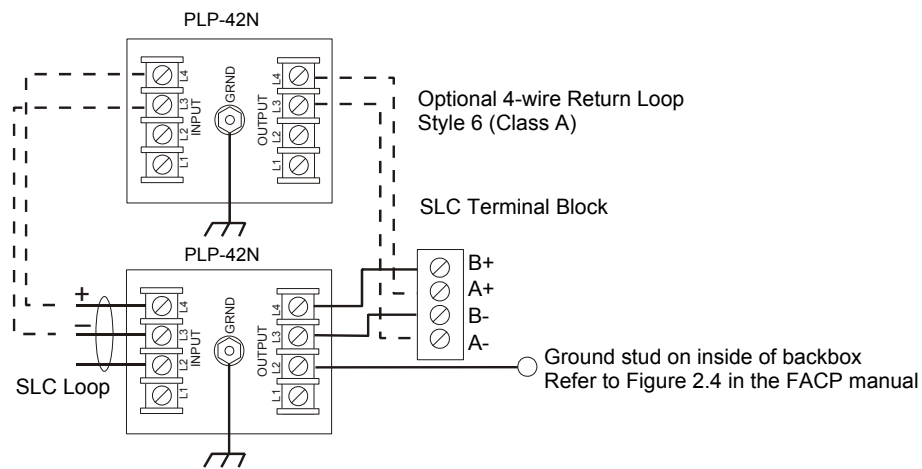 PLP-42N
L4
L3
L2
L1
INPUT
GRND
OUTPUT
L4
L3
L2
L1
Optional 4-wire Return Loop
Style 6 (Class A)
SLC Terminal Block
PLP-42N
B+
A+
B-
A-
+
–
L4
L3
L2
L1
INPUT
GRND
OUTPUT
L4
L3
L2
L1
SLC Loop
Ground stud on inside of backbox
Refer to Figure 2.4 in the FACP manual